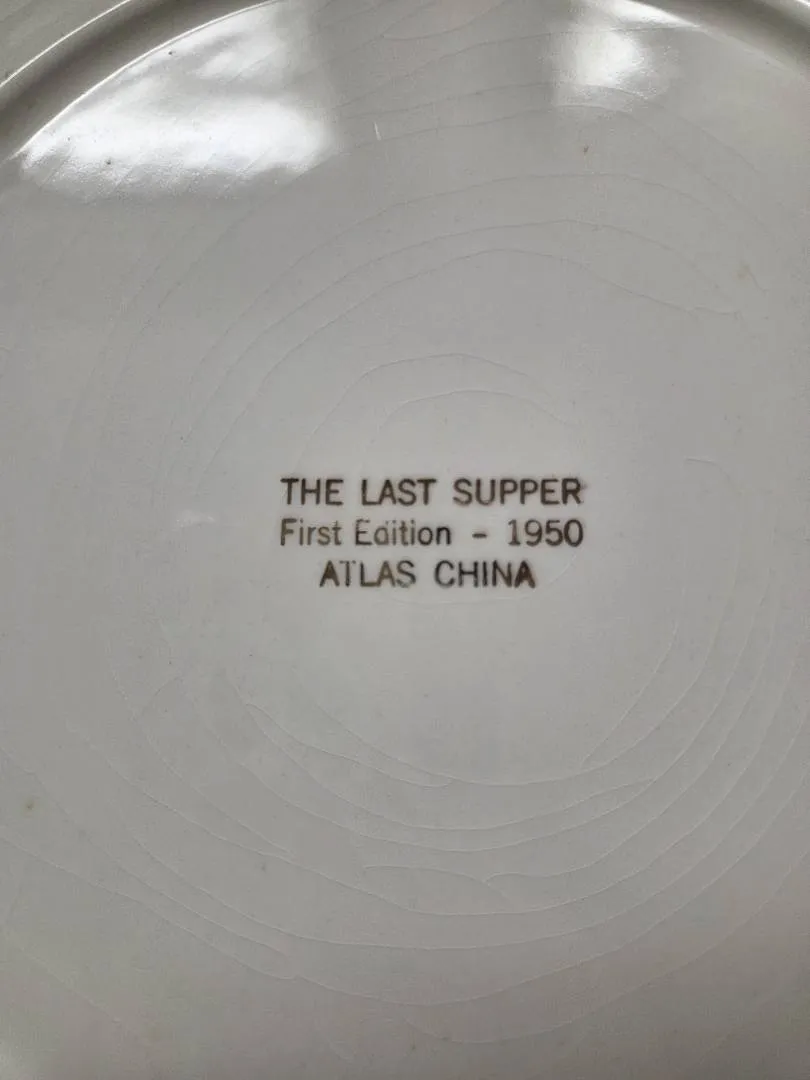 THE LAST SUPPER
First Edition - 1950
ATLAS CHINA